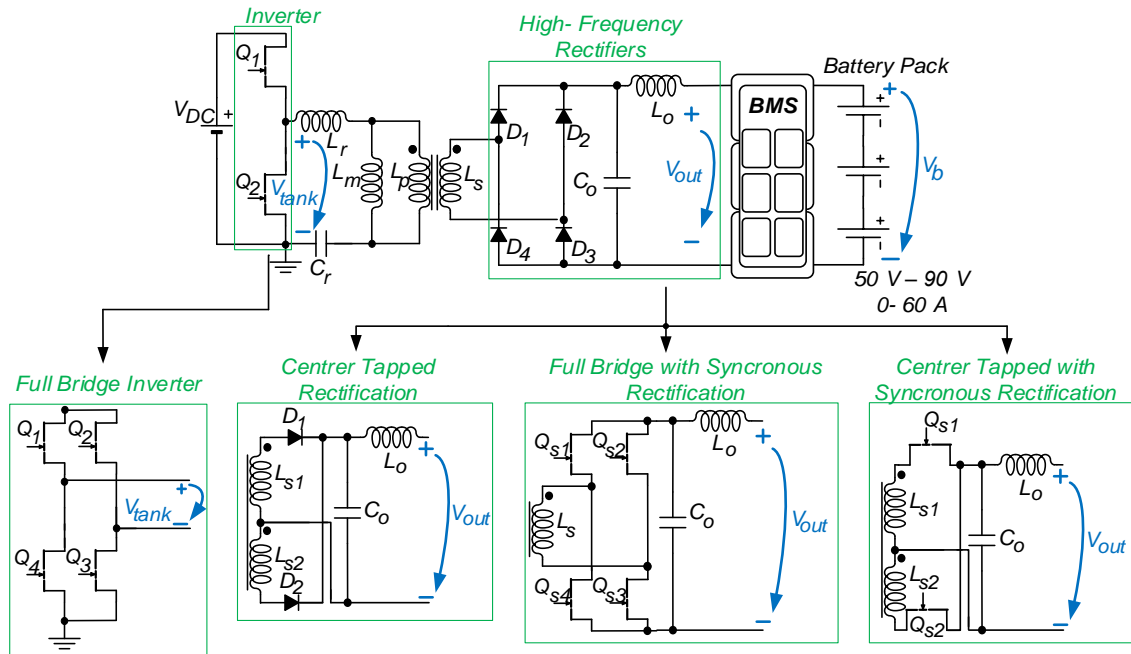 Inverter
High- Frequency
Rectifiers
Battery Pack
Q1
VDC
+
Lr
Lm
Lp
Ls
Q2
+
Vtank
−
Cr
D1
D2
D4
D3
Co
Lo
+
Vout
−
BMS
+
-
+
-
+
-
+
Vb
−
50 V – 90 V
0- 60 A
Full Bridge Inverter
Q1
Q2
+
Vtank
−
Q4
Q3
Centrer Tapped
Rectification
D1
Lo
Ls1
+
Co
Vout
Ls2
D2
−
Full Bridge with Syncronous
Rectification
Qs1
Qs2
Lo
+
Ls
Co
Vout
Qs4
Qs3
−
Centrer Tapped with
Syncronous Rectification
Qs1
Lo
+
Ls1
Co
Vout
Ls2
Qs2
−